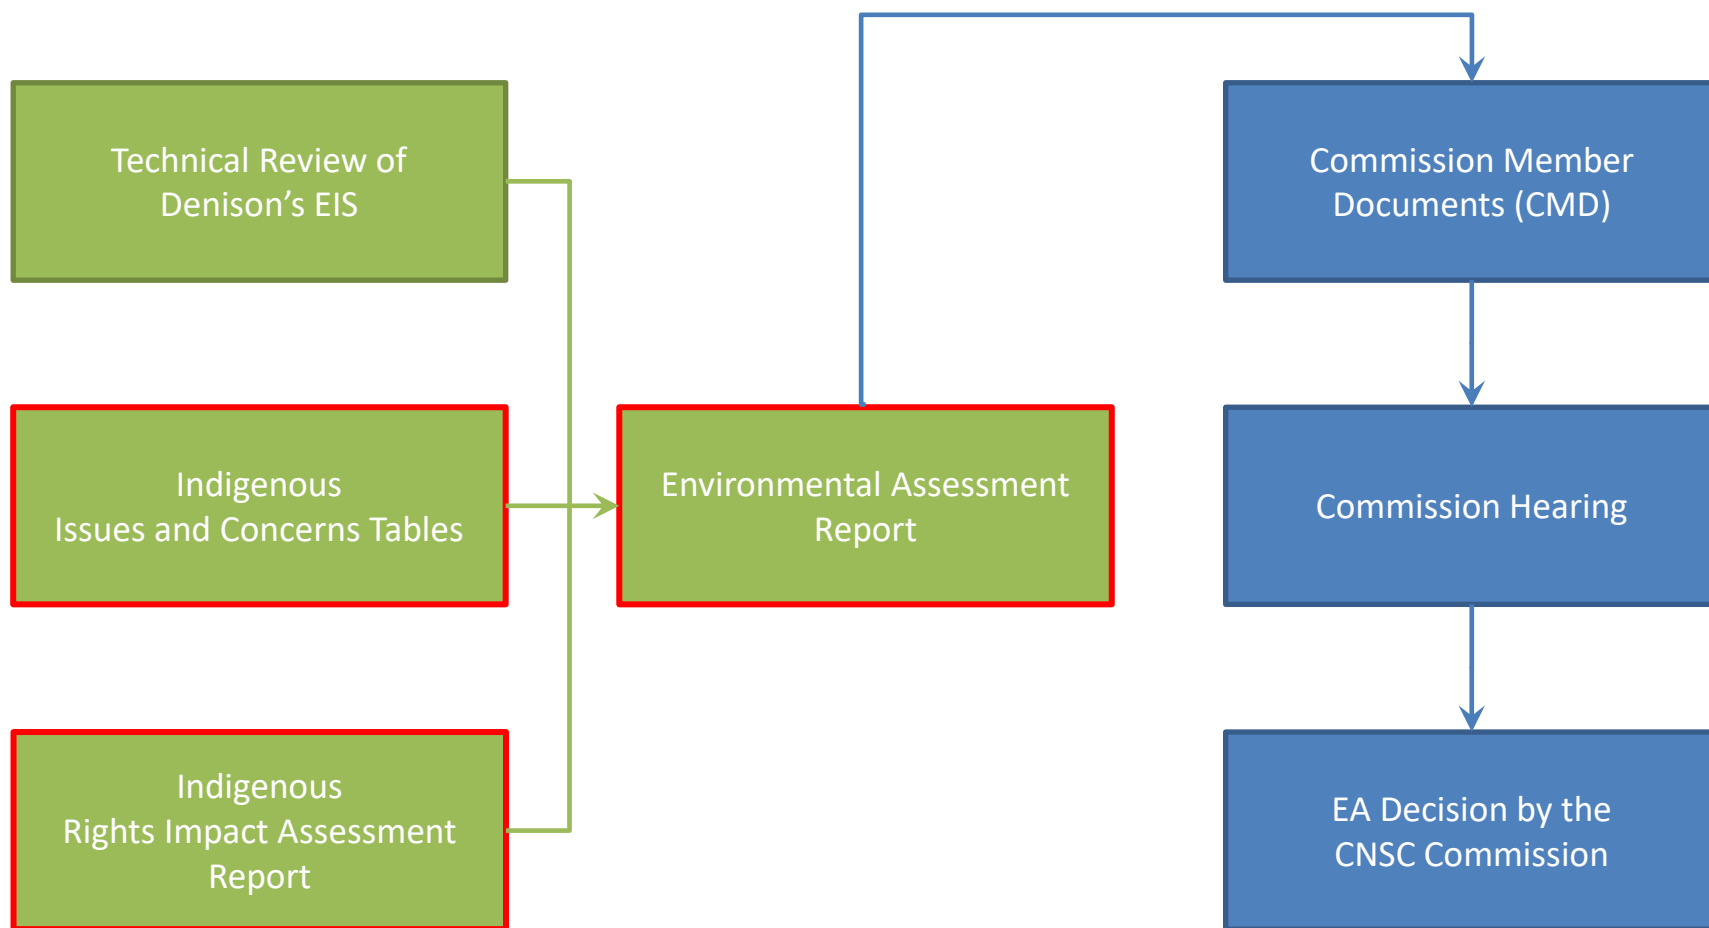 Technical Review of
Denison’s EIS
Indigenous
Issues and Concerns Tables
Indigenous
Rights Impact Assessment
Report
Environmental Assessment
Report
Commission Member
Documents (CMD)
Commission Hearing
EA Decision by the
CNSC Commission